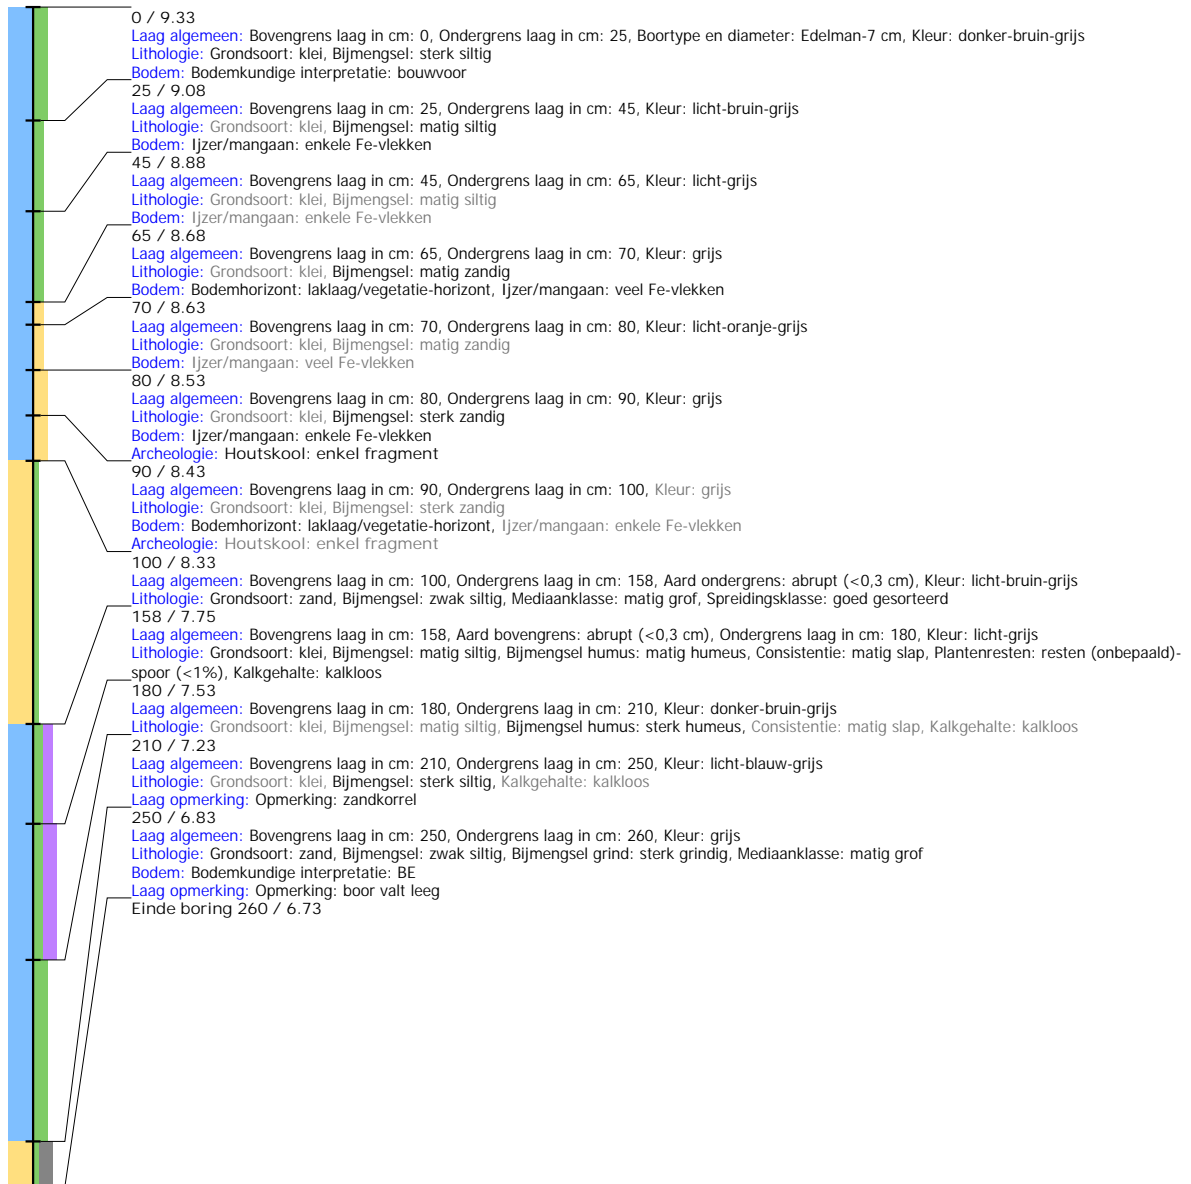 0 / 9.33
Laag algemeen: Bovengrens laag in cm: 0, Ondergrens laag in cm: 25, Boortype en diameter: Edelman-7 cm, Kleur: donker-bruin-grijs
Lithologie: Grondsoort: klei, Bijmengsel: sterk siltig
Bodem: Bodemkundige interpretatie: bouwvoor
25 / 9.08
Laag algemeen: Bovengrens laag in cm: 25, Ondergrens laag in cm: 45, Kleur: licht-bruin-grijs
Lithologie: Grondsoort: klei, Bijmengsel: matig siltig
Bodem: Ijzer/mangaan: enkele Fe-vlekken
45 / 8.88
Laag algemeen: Bovengrens laag in cm: 45, Ondergrens laag in cm: 65, Kleur: licht-grijs
Lithologie: Grondsoort: klei, Bijmengsel: matig siltig
Bodem: Ijzer/mangaan: enkele Fe-vlekken
65 / 8.68
Laag algemeen: Bovengrens laag in cm: 65, Ondergrens laag in cm: 70, Kleur: grijs
Lithologie: Grondsoort: klei, Bijmengsel: matig zandig
Bodem: Bodemhorizont: laklaag/vegetatie-horizont, Ijzer/mangaan: veel Fe-vlekken
70 / 8.63
Laag algemeen: Bovengrens laag in cm: 70, Ondergrens laag in cm: 80, Kleur: licht-oranje-grijs
Lithologie: Grondsoort: klei, Bijmengsel: matig zandig
Bodem: Ijzer/mangaan: veel Fe-vlekken
80 / 8.53
Laag algemeen: Bovengrens laag in cm: 80, Ondergrens laag in cm: 90, Kleur: grijs
Lithologie: Grondsoort: klei, Bijmengsel: sterk zandig
Bodem: Ijzer/mangaan: enkele Fe-vlekken
Archeologie: Houtskool: enkel fragment
90 / 8.43
Laag algemeen: Bovengrens laag in cm: 90, Ondergrens laag in cm: 100, Kleur: grijs
Lithologie: Grondsoort: klei, Bijmengsel: sterk zandig
Bodem: Bodemhorizont: laklaag/vegetatie-horizont, Ijzer/mangaan: enkele Fe-vlekken
Archeologie: Houtskool: enkel fragment
100 / 8.33
Laag algemeen: Bovengrens laag in cm: 100, Ondergrens laag in cm: 158, Aard ondergrens: abrupt (<0,3 cm), Kleur: licht-bruin-grijs
Lithologie: Grondsoort: zand, Bijmengsel: zwak siltig, Mediaanklasse: matig grof, Spreidingsklasse: goed gesorteerd
158 / 7.75
Laag algemeen: Bovengrens laag in cm: 158, Aard bovengrens: abrupt (<0,3 cm), Ondergrens laag in cm: 180, Kleur: licht-grijs
Lithologie: Grondsoort: klei, Bijmengsel: matig siltig, Bijmengsel humus: matig humeus, Consistentie: matig slap, Plantenresten: resten (onbepaald)-
spoor (<1%), Kalkgehalte: kalkloos
180 / 7.53
Laag algemeen: Bovengrens laag in cm: 180, Ondergrens laag in cm: 210, Kleur: donker-bruin-grijs
Lithologie: Grondsoort: klei, Bijmengsel: matig siltig, Bijmengsel humus: sterk humeus, Consistentie: matig slap, Kalkgehalte: kalkloos
210 / 7.23
Laag algemeen: Bovengrens laag in cm: 210, Ondergrens laag in cm: 250, Kleur: licht-blauw-grijs
Lithologie: Grondsoort: klei, Bijmengsel: sterk siltig, Kalkgehalte: kalkloos
Laag opmerking: Opmerking: zandkorrel
250 / 6.83
Laag algemeen: Bovengrens laag in cm: 250, Ondergrens laag in cm: 260, Kleur: grijs
Lithologie: Grondsoort: zand, Bijmengsel: zwak siltig, Bijmengsel grind: sterk grindig, Mediaanklasse: matig grof
Bodem: Bodemkundige interpretatie: BE
Laag opmerking: Opmerking: boor valt leeg
Einde boring 260 / 6.73